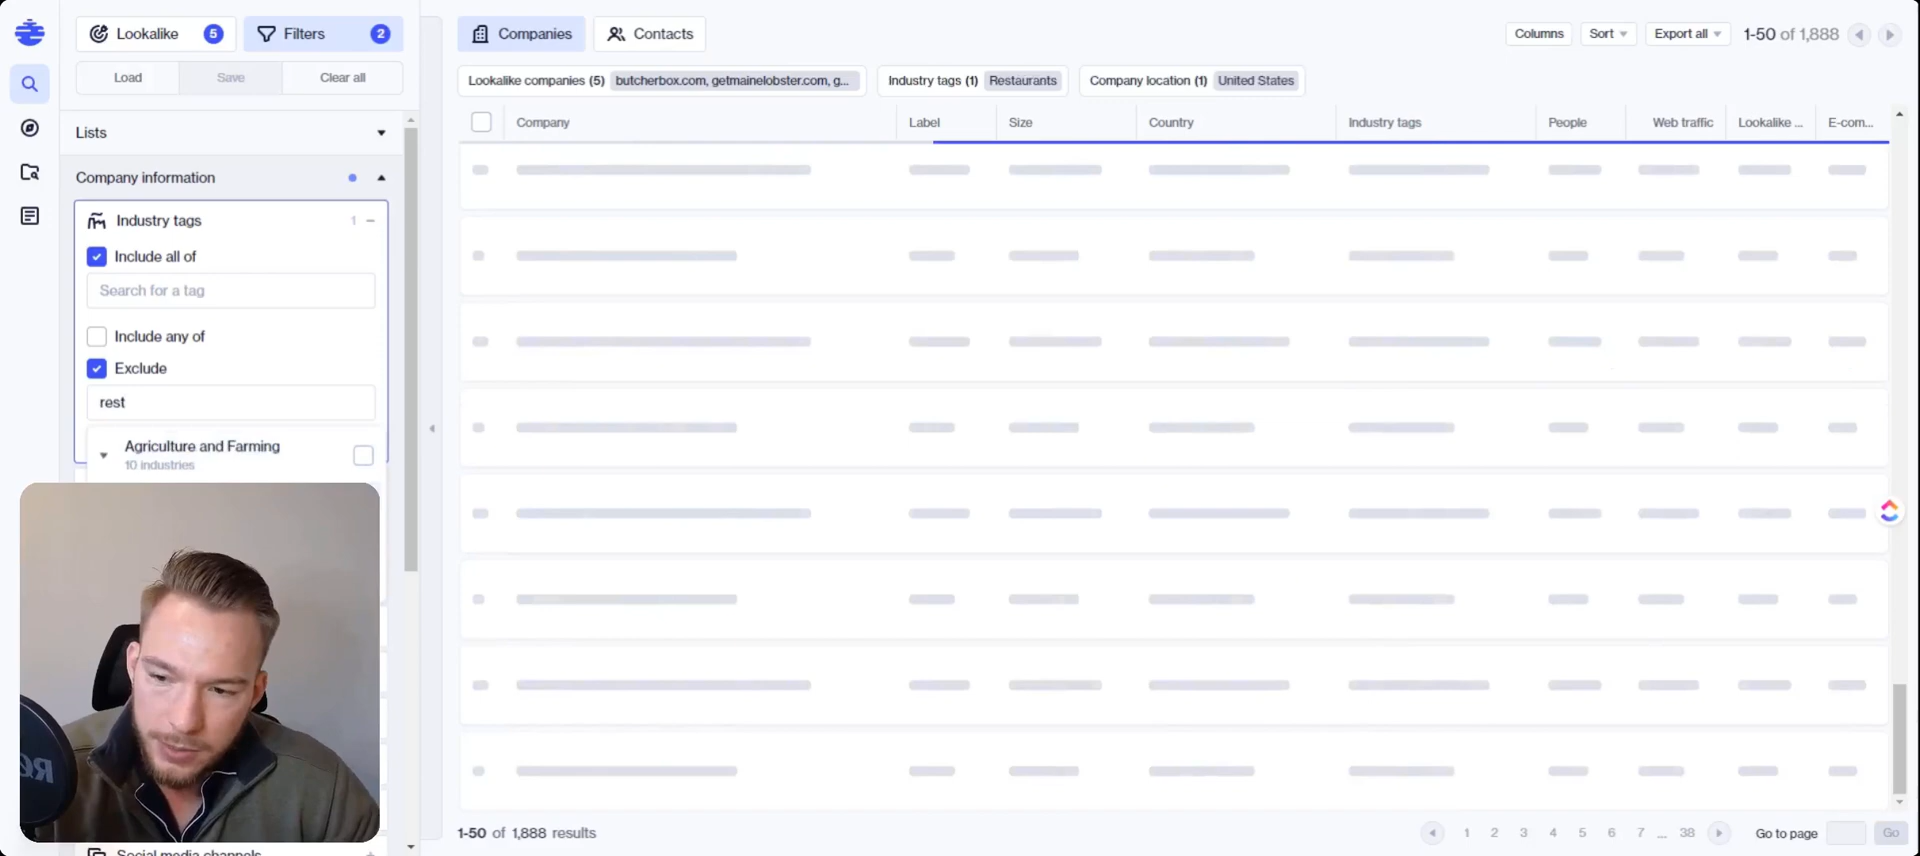 Lookalike 5
Filters 2
Load
Save
Clear all
Lists
Company information
Industry tags 1
Include all of
Search for a tag
Include any of
Exclude
rest
Agriculture and Farming
10 industries
Social media channels
Companies
Contacts
Columns
Sort
Export all
1-50 of 1,888
Lookalike companies (5) butcherbox.com, getmainelobster.com, g...
Industry tags (1) Restaurants
Company location (1) United States
Company
Label
Size
Country
Industry tags
People
Web traffic
Lookalike ...
E-com...
1-50 of 1,888 results
1 2 3 4 5 6 7 ... 38
Go to page
Go